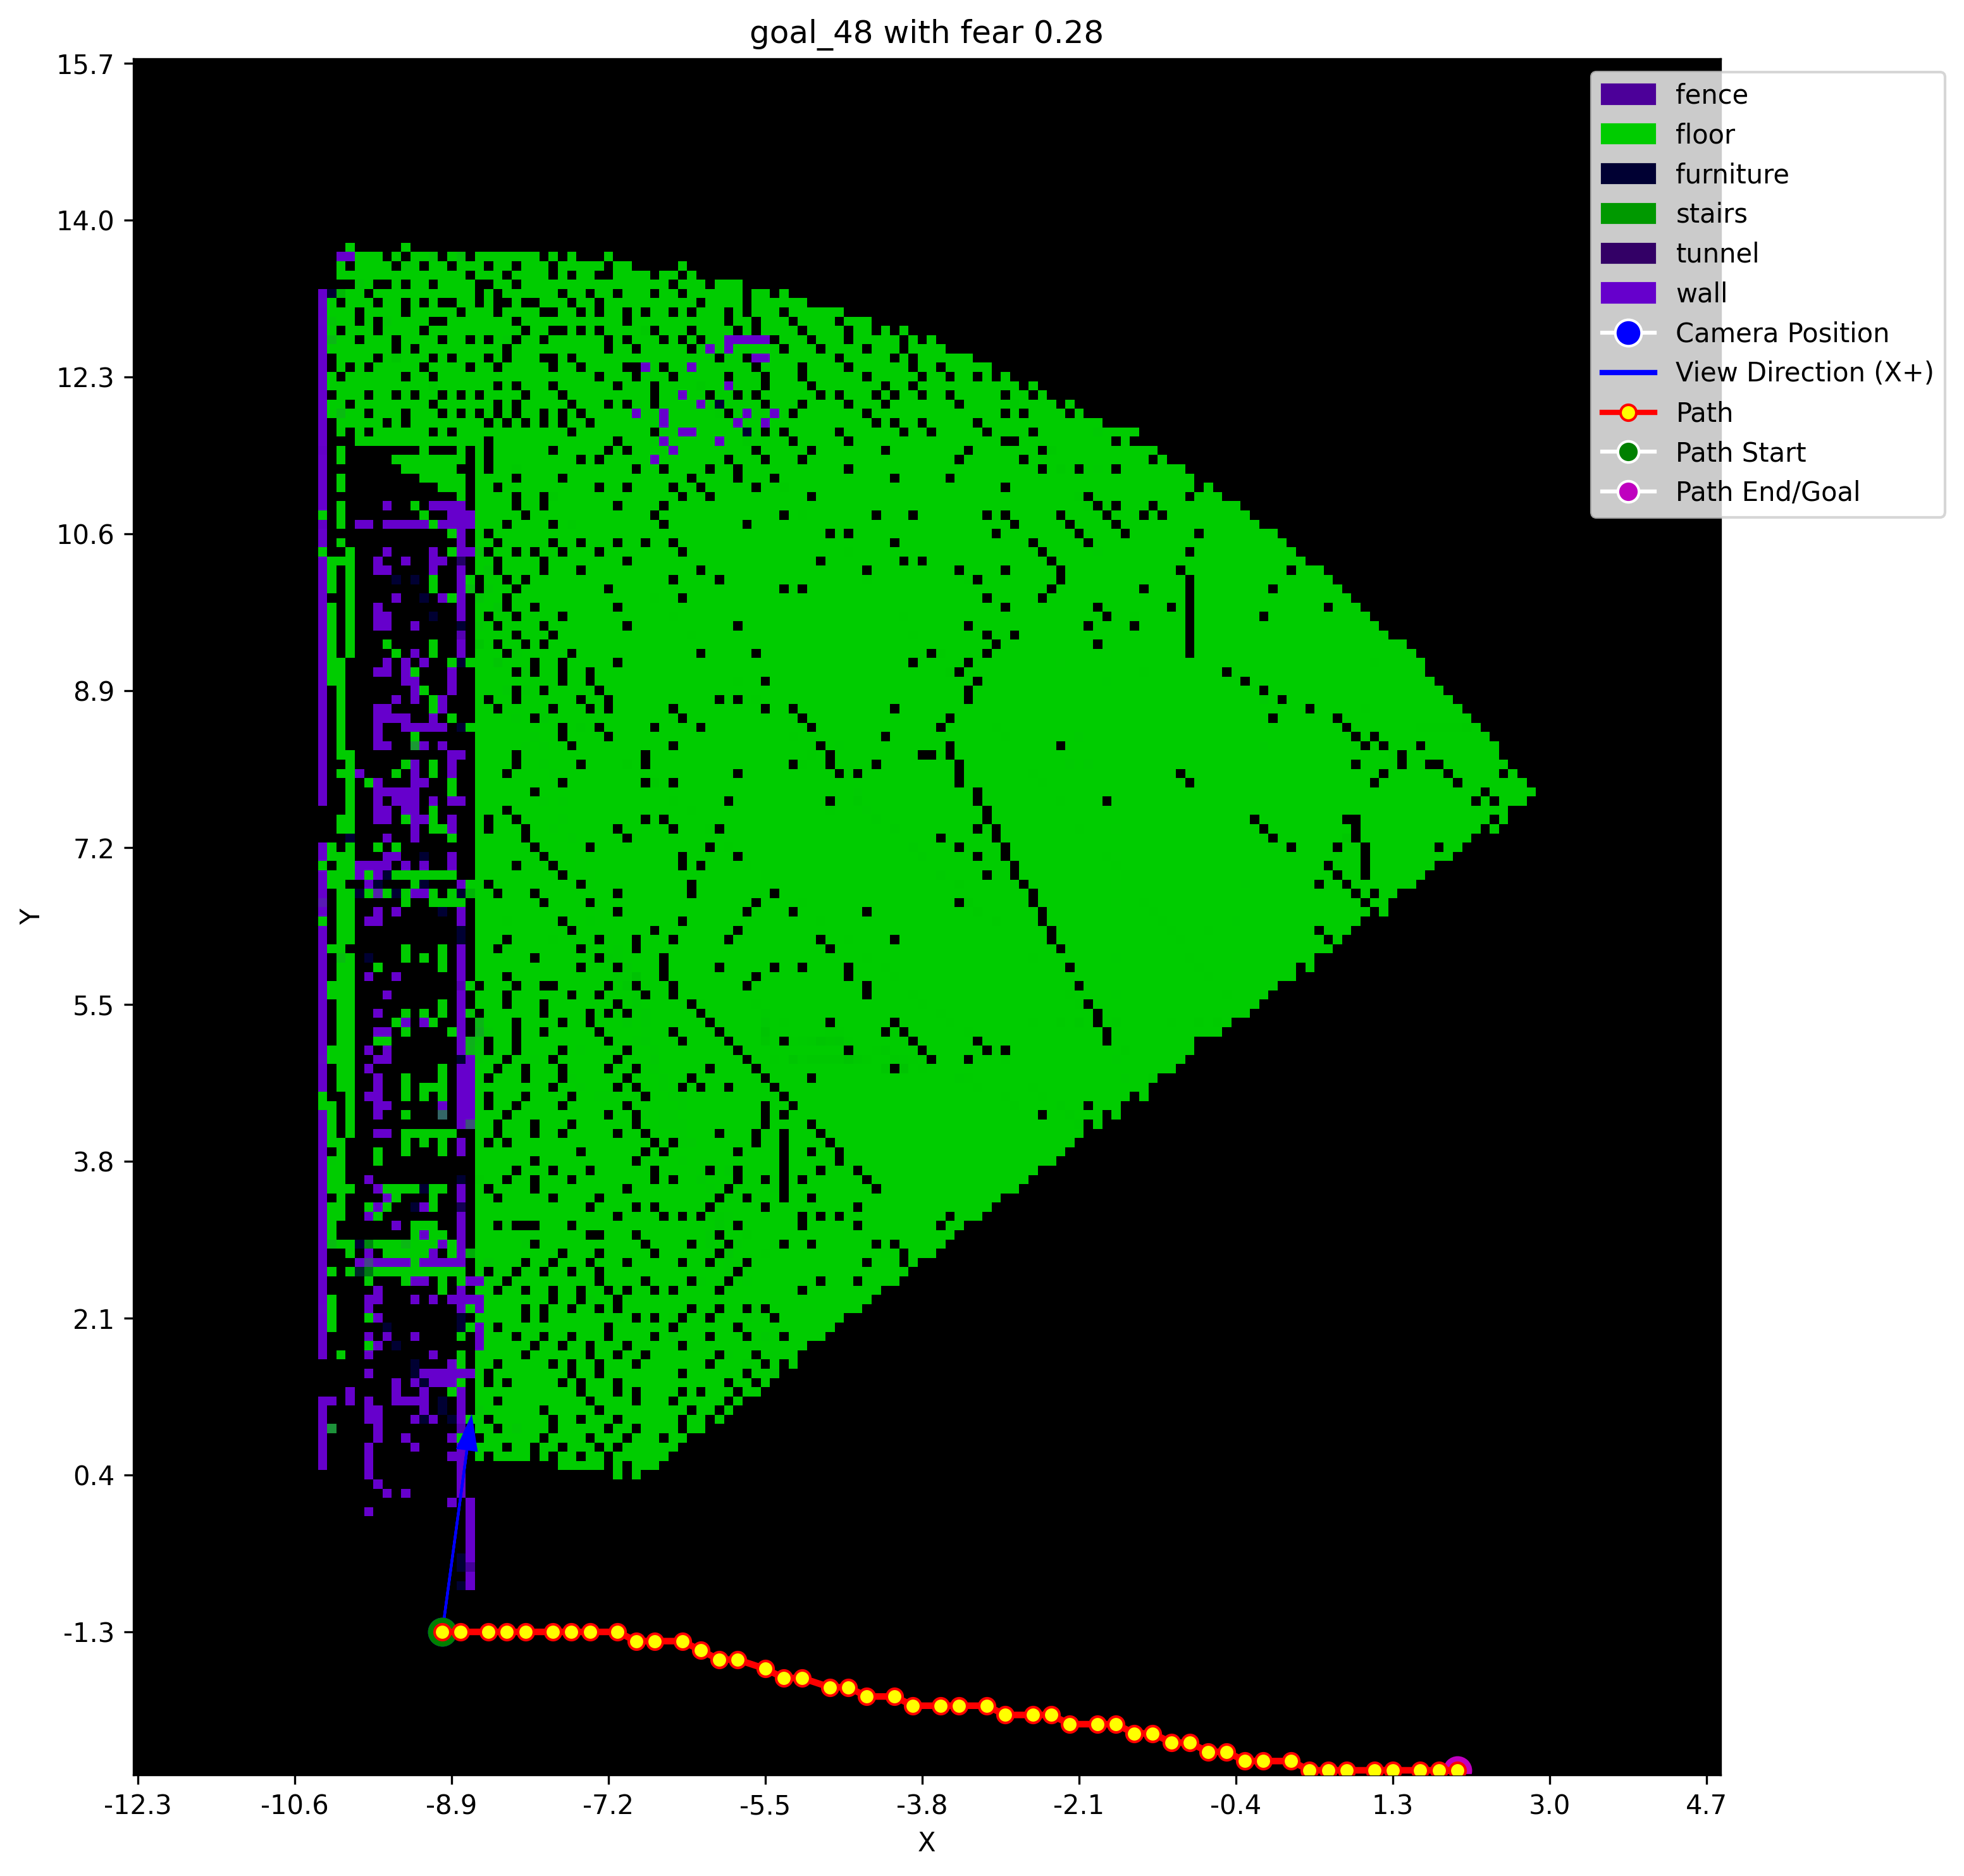 goal_48 with fear 0.28
15.7
14.0
12.3
10.6
8.9
7.2
5.5
3.8
2.1
0.4
-1.3
Y
fence
floor
furniture
stairs
tunnel
wall
Camera Position
View Direction (X+)
Path
Path Start
Path End/Goal
-12.3 -10.6 -8.9 -7.2 -5.5 -3.8 -2.1 -0.4 1.3 3.0 4.7
X